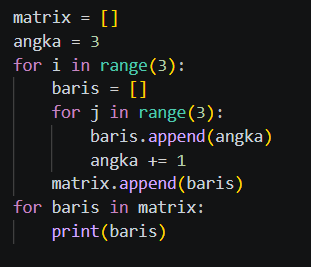 matrix = []
angka = 3
for i in range(3):
    baris = []
    for j in range(3):
        baris.append(angka)
        angka += 1
    matrix.append(baris)
for baris in matrix:
    print(baris)